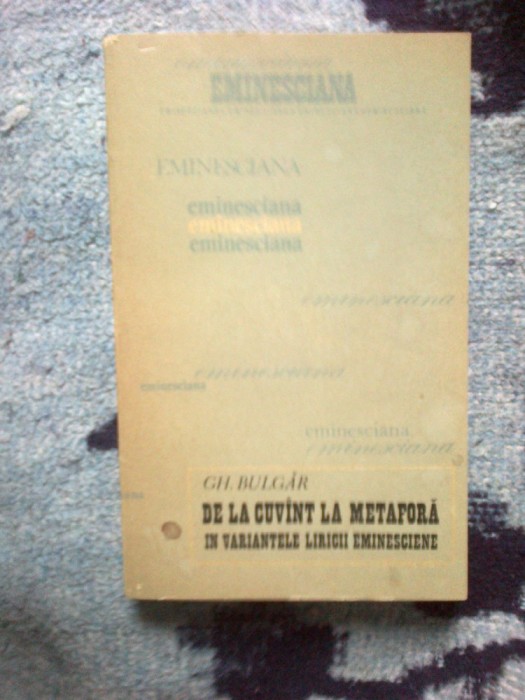 EMINESCIANA
EMINESCIANA
eminesciana
eminesciana
eminesciana
eminesciana
eminesciana
eminesciana
eminesciana
eminesciana
GH. BULGĂR
DE LA CUVÎNT LA METAFORĂ
IN VARIANTELE LIRICII EMINESCIENE